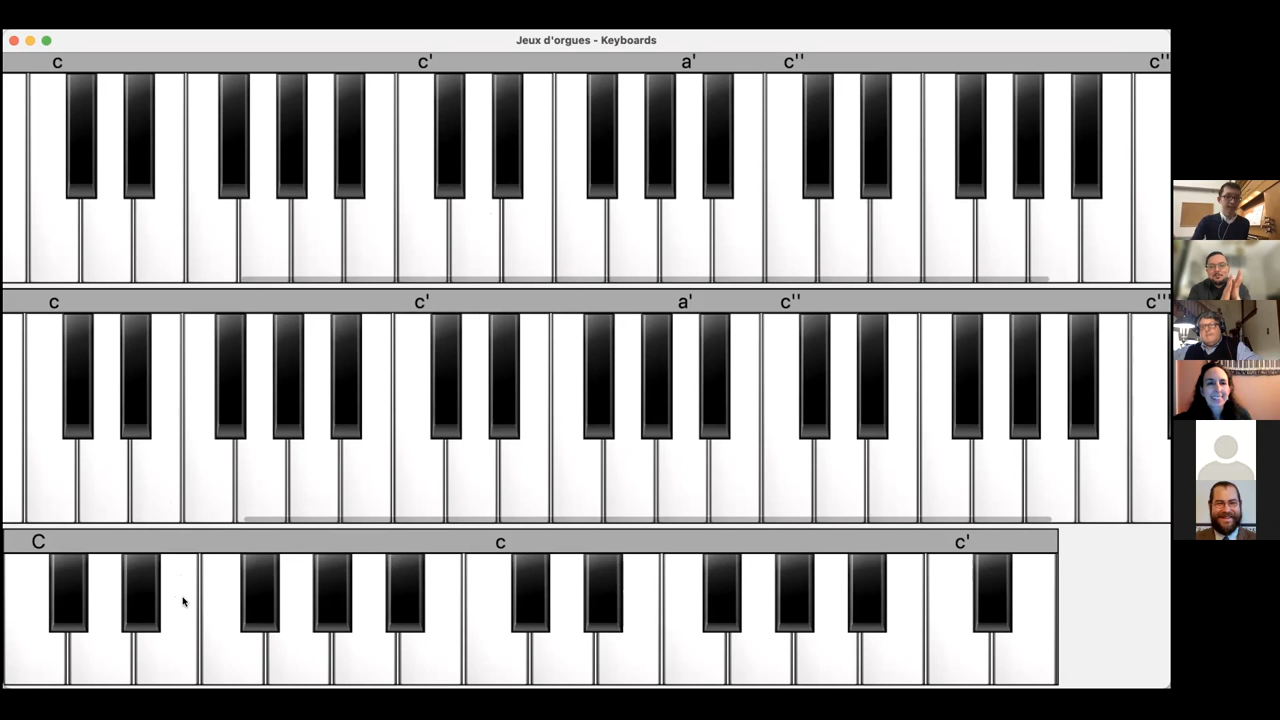 Jeux d'orgues - Keyboards
c c' a' c'' c''
c c' a' c'' c'''
C c c'